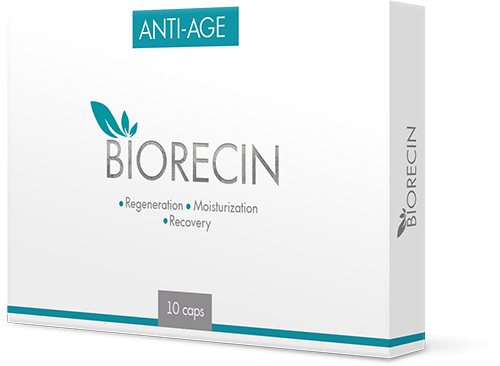 ANTI-AGE
BIORECIN
• Regeneration • Moisturization
• Recovery
10 caps
BIORECIN